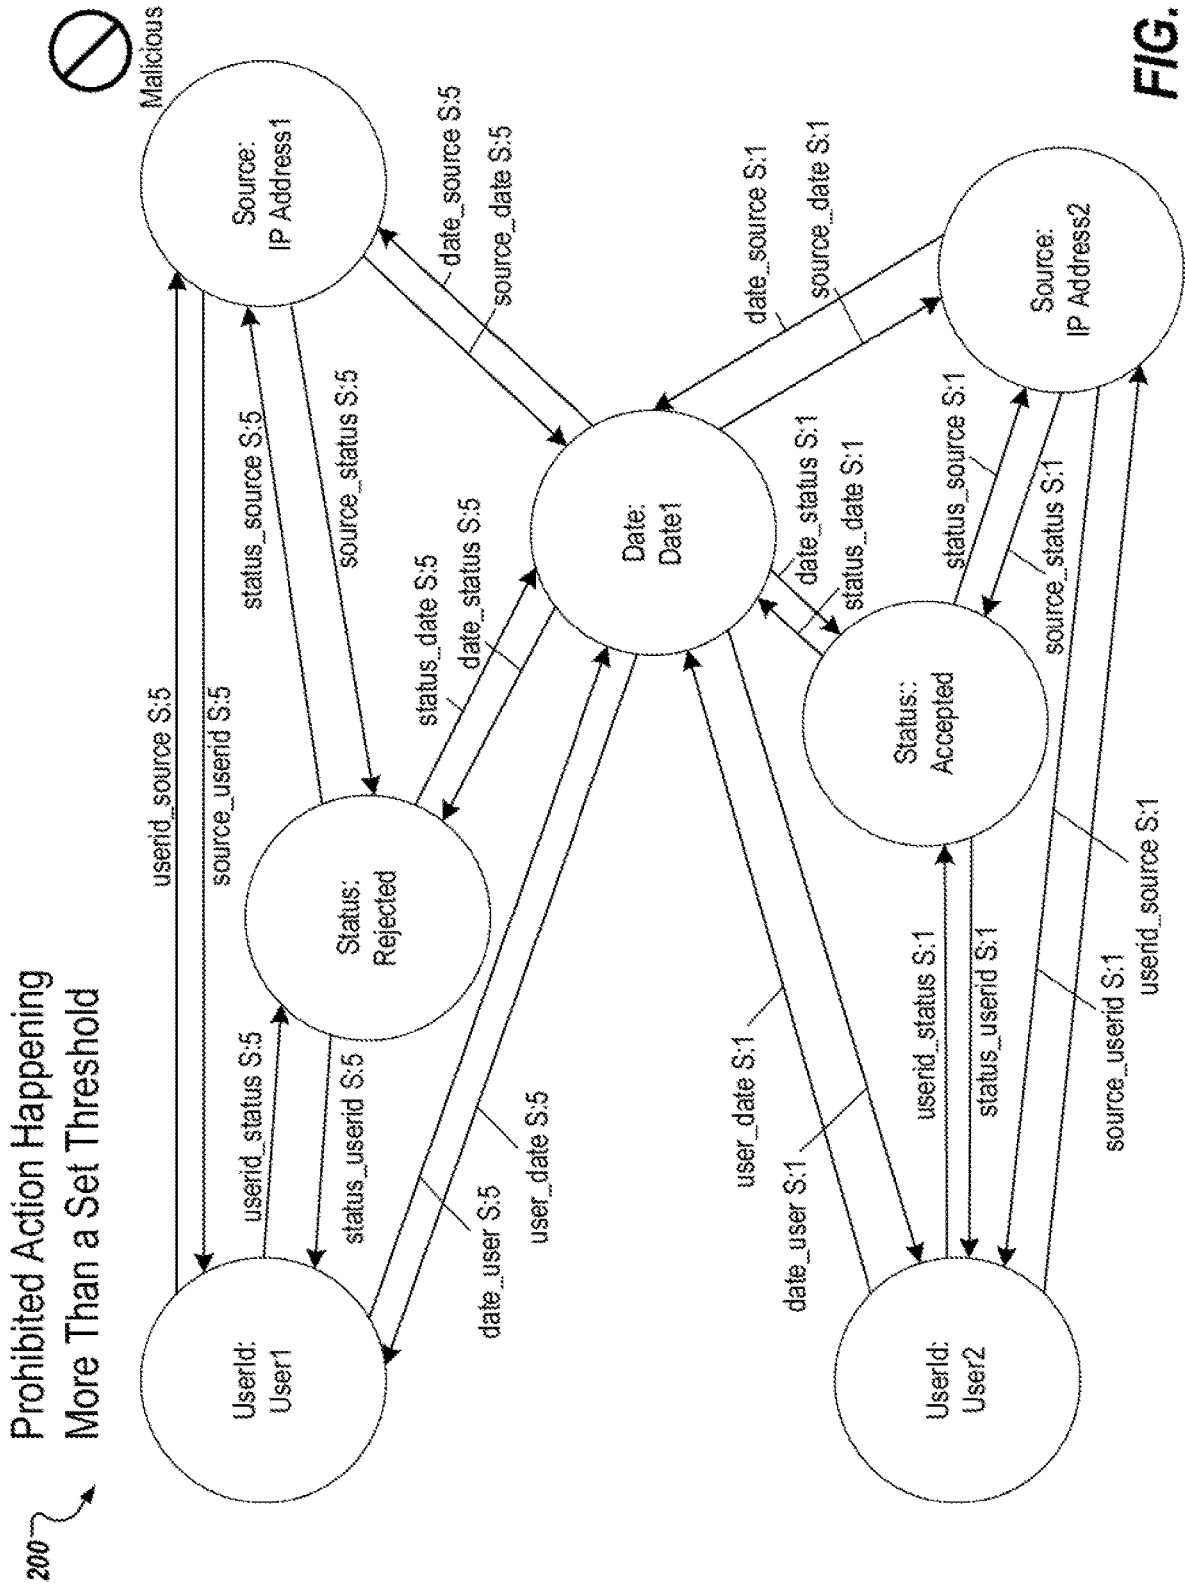 200
Prohibited Action Happening
More Than a Set Threshold
Malicious
UserId:
User1
Source:
IP Address1
userid_source S:5
source_userid S:5
userid_status S:5
status_userid S:5
Status:
Rejected
status_source S:5
source_status S:5
status_date S:5
date_status S:5
date_source S:5
source_date S:5
date_user S:5
user_date S:5
Date:
Date1
user_date S:1
date_user S:1
date_status S:1
status_date S:1
date_source S:1
source_date S:1
UserId:
User2
userid_status S:1
status_userid S:1
Status::
Accepted
status_source S:1
source_status S:1
Source:
IP Address2
source_userid S:1
userid_source S:1
FIG.